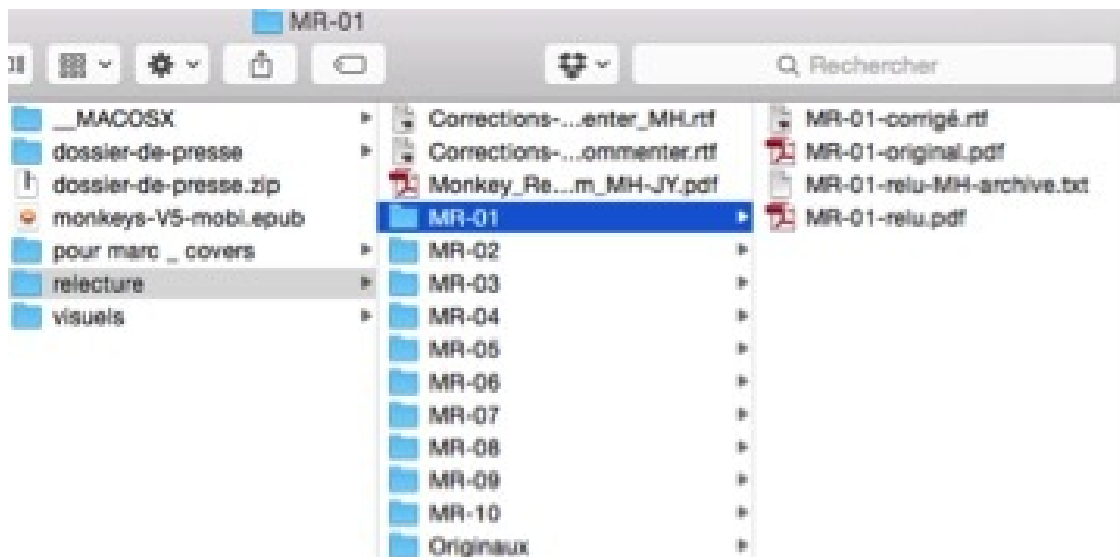 MR-01
Rechercher
__MACOSX
dossier-de-presse
dossier-de-presse.zip
monkeys-V5-mobi.epub
pour marc _ covers
relecture
visuels
Corrections-...enter_MH.rtf
Corrections-...ommenter.rtf
Monkey_Re...m_MH-JY.pdf
MR-01
MR-02
MR-03
MR-04
MR-05
MR-06
MR-07
MR-08
MR-09
MR-10
Originaux
MR-01-corrigé.rtf
MR-01-original.pdf
MR-01-relu-MH-archive.txt
MR-01-relu.pdf